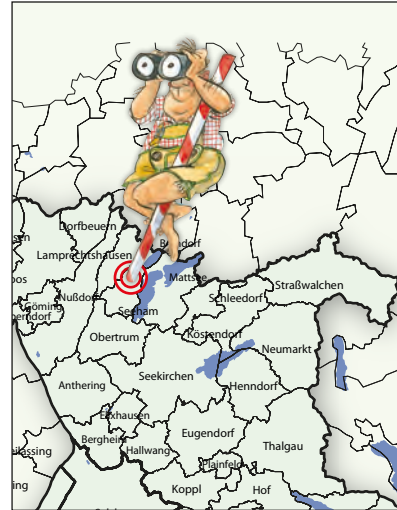 Dorfbeuern
Lamprechtshausen
Mattsee
Straßwalchen
Schleedorf
Nußdorf
Göming
Seeham
Obertrum
Köstendorf
Neumarkt
Seekirchen
Anthering
Henndorf
Elixhausen
Eugendorf
Bergheim
Hallwang
Thalgau
Plainfeld
Koppl
Hof